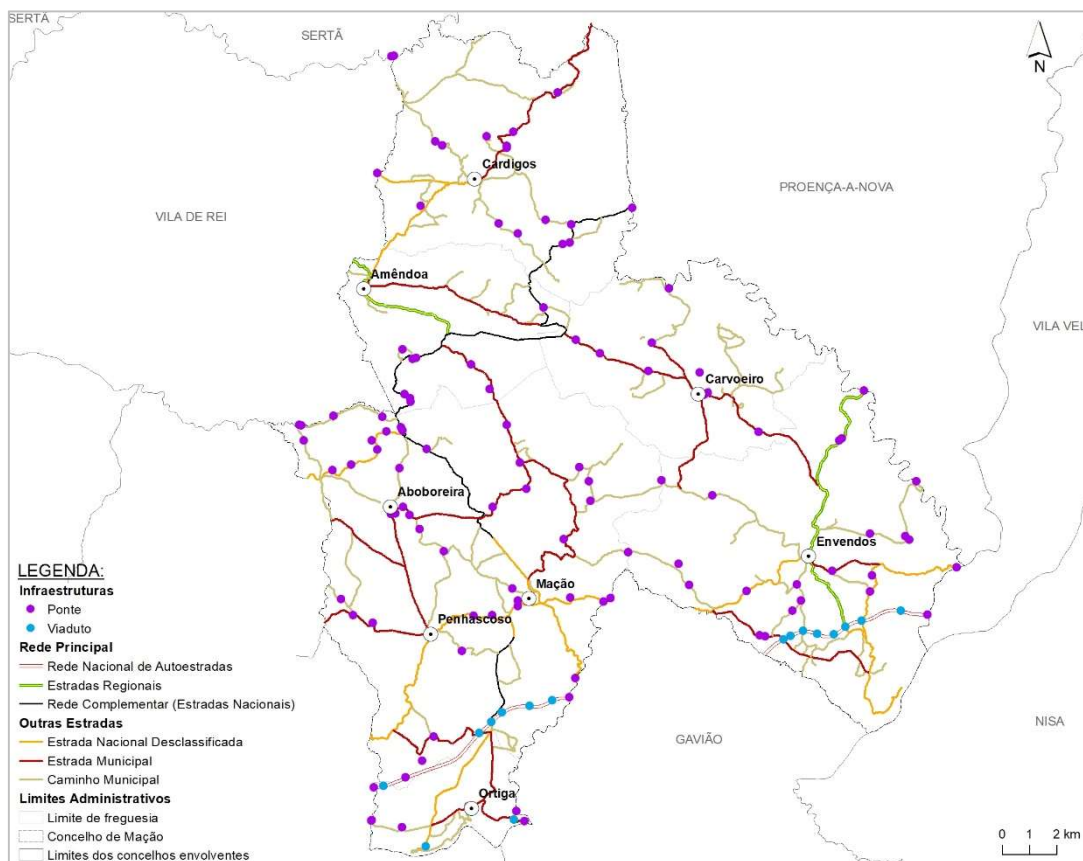 SERTÃ
SERTÃ
N
Cardigos
PROENÇA-A-NOVA
VILA DE REI
Amêndoa
VILA VEL
Carvoeiro
Aboboreira
Envendos
Mação
Penhascoso
NISA
GAVIÃO
Ortiga
LEGENDA:
Infraestruturas
Ponte
Viaduto
Rede Principal
Rede Nacional de Autoestradas
Estradas Regionais
Rede Complementar (Estradas Nacionais)
Outras Estradas
Estrada Nacional Desclassificada
Estrada Municipal
Caminho Municipal
Limites Administrativos
Limite de freguesia
Concelho de Mação
Limites dos concelhos envolventes
0 1 2 km